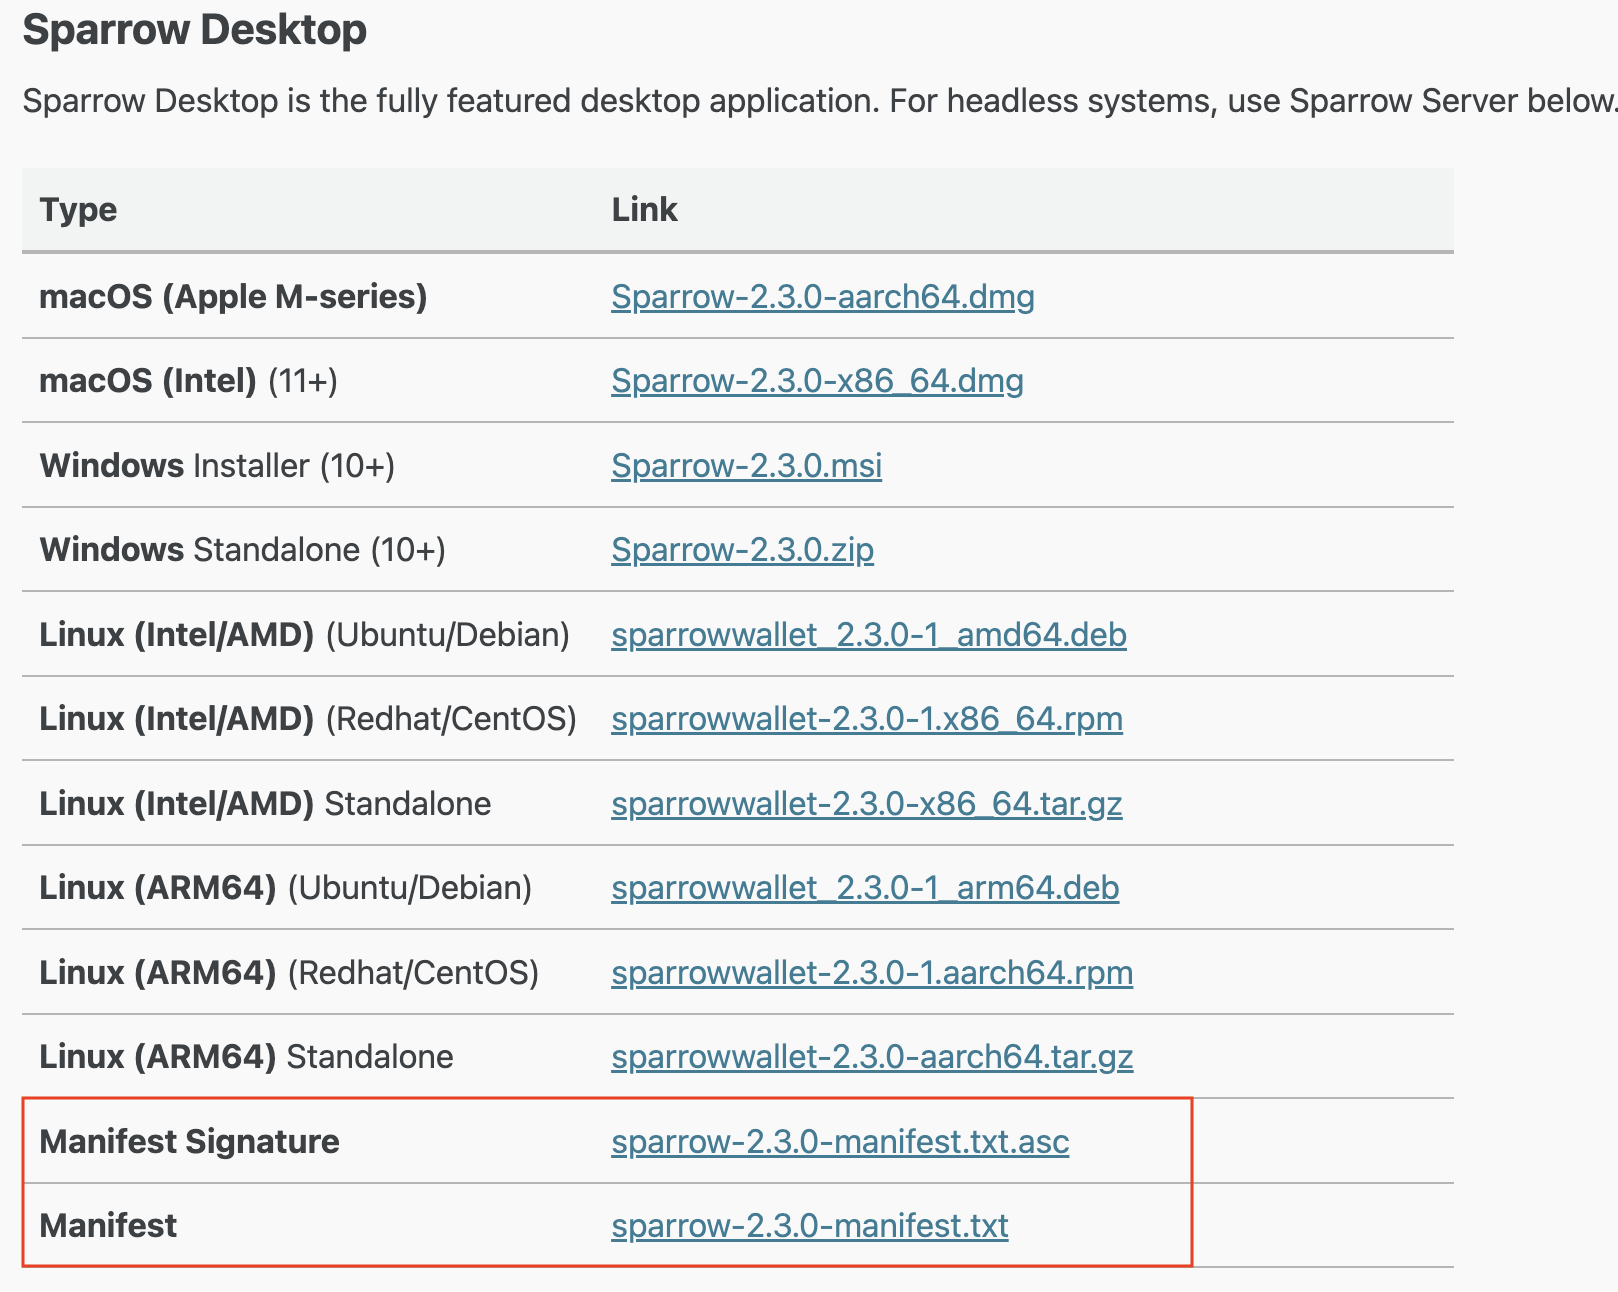 Sparrow Desktop
Sparrow Desktop is the fully featured desktop application. For headless systems, use Sparrow Server below.
Type Link
macOS (Apple M-series) Sparrow-2.3.0-aarch64.dmg
macOS (Intel) (11+) Sparrow-2.3.0-x86_64.dmg
Windows Installer (10+) Sparrow-2.3.0.msi
Windows Standalone (10+) Sparrow-2.3.0.zip
Linux (Intel/AMD) (Ubuntu/Debian) sparrowwallet_2.3.0-1_amd64.deb
Linux (Intel/AMD) (Redhat/CentOS) sparrowwallet-2.3.0-1.x86_64.rpm
Linux (Intel/AMD) Standalone sparrowwallet-2.3.0-x86_64.tar.gz
Linux (ARM64) (Ubuntu/Debian) sparrowwallet_2.3.0-1_arm64.deb
Linux (ARM64) (Redhat/CentOS) sparrowwallet-2.3.0-1.aarch64.rpm
Linux (ARM64) Standalone sparrowwallet-2.3.0-aarch64.tar.gz
Manifest Signature sparrow-2.3.0-manifest.txt.asc
Manifest sparrow-2.3.0-manifest.txt